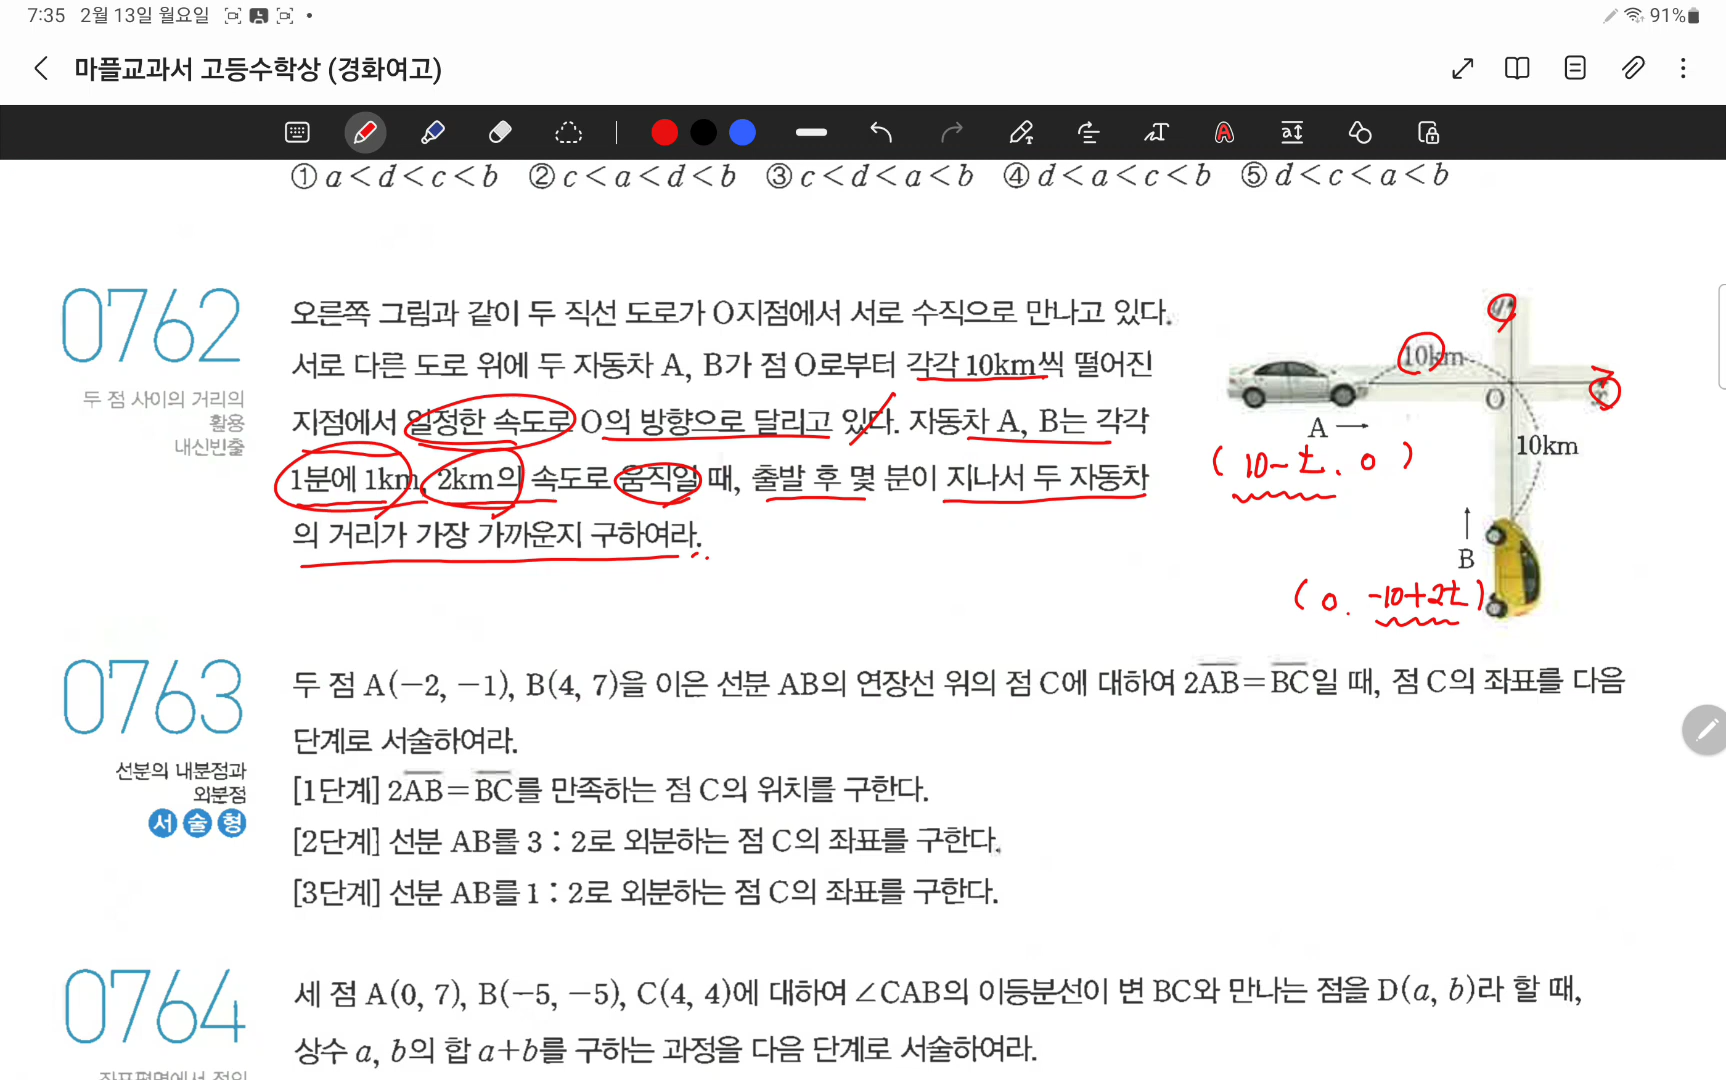 7:35 2월 13일 월요일
91%
마플교과서 고등수학상 (경화여고)
① a<d<c<b ② c<a<d<b ③ c<d<a<b ④ d<a<c<b ⑤ d<c<a<b
0762
두 점 사이의 거리의
활용
내신빈출
오른쪽 그림과 같이 두 직선 도로가 O지점에서 서로 수직으로 만나고 있다.
서로 다른 도로 위에 두 자동차 A, B가 점 O로부터 각각 10km씩 떨어진
지점에서 일정한 속도로 O의 방향으로 달리고 있다. 자동차 A, B는 각각
1분에 1km, 2km의 속도로 움직일 때, 출발 후 몇 분이 지나서 두 자동차
의 거리가 가장 가까운지 구하여라.
10km
O
A
10km
(10-t, 0)
B
(0, -10+2t)
0763
선분의 내분점과
외분점
서 술 형
두 점 A(−2, −1), B(4, 7)을 이은 선분 AB의 연장선 위의 점 C에 대하여 2AB=BC일 때, 점 C의 좌표를 다음
단계로 서술하여라.
[1단계] 2AB=BC를 만족하는 점 C의 위치를 구한다.
[2단계] 선분 AB를 3 : 2로 외분하는 점 C의 좌표를 구한다.
[3단계] 선분 AB를 1 : 2로 외분하는 점 C의 좌표를 구한다.
0764
세 점 A(0, 7), B(−5, −5), C(4, 4)에 대하여 ∠CAB의 이등분선이 변 BC와 만나는 점을 D(a, b)라 할 때,
상수 a, b의 합 a+b를 구하는 과정을 다음 단계로 서술하여라.